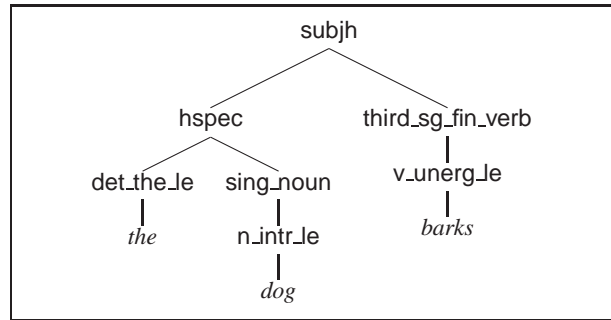 subjh
hspec third_sg_fin_verb
det_the_le sing_noun v_unerg_le
the n_intr_le barks
dog